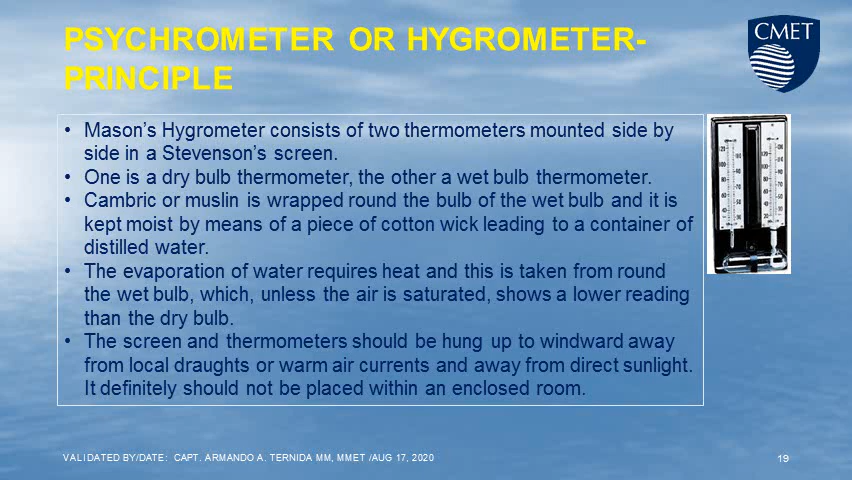 PSYCHROMETER OR HYGROMETER-
PRINCIPLE
CMET
• Mason's Hygrometer consists of two thermometers mounted side by
side in a Stevenson's screen.
• One is a dry bulb thermometer, the other a wet bulb thermometer.
• Cambric or muslin is wrapped round the bulb of the wet bulb and it is
kept moist by means of a piece of cotton wick leading to a container of
distilled water.
• The evaporation of water requires heat and this is taken from round
the wet bulb, which, unless the air is saturated, shows a lower reading
than the dry bulb.
• The screen and thermometers should be hung up to windward away
from local draughts or warm air currents and away from direct sunlight.
It definitely should not be placed within an enclosed room.
VALIDATED BY/DATE: CAPT. ARMANDO A. TERNIDA MM, MMET /AUG 17, 2020
19